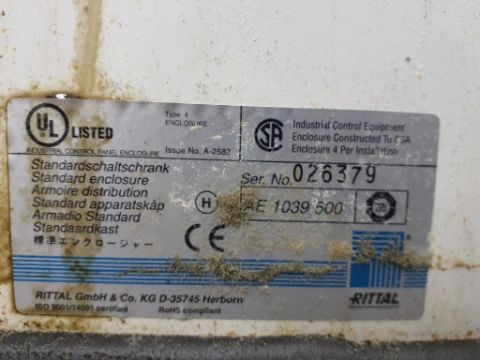 UL LISTED
Type 4
ENCLOSURE
INDUSTRIAL CONTROL PANEL ENCLOSURE
Issue No. A-2582
Industrial Control Equipment
Enclosure Constructed To CSA
Enclosure 4 Per Installation
Standardschaltschrank
Standard enclosure
Armoire distribution
Standard apparatskåp
Armadio Standard
Standaardkast
標準エンクロージャー
Ser. No. 026379
H
AE 1039 500
CE
RITTAL GmbH & Co. KG D-35745 Herborn
ISO 9001/14001 certified
RoHS compliant
RITTAL